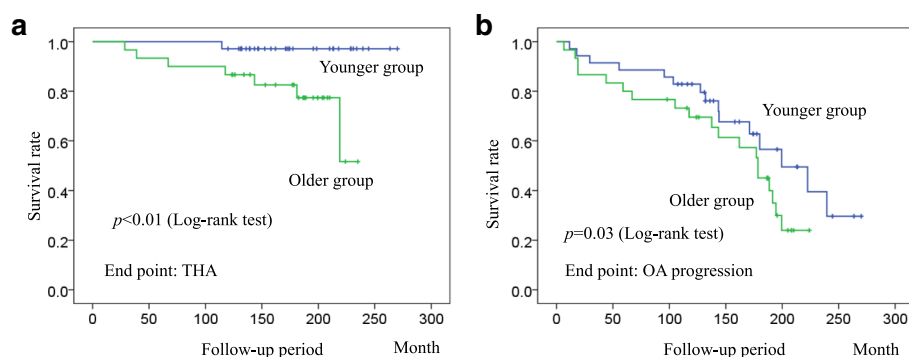 a
1.0
0.8
0.6
0.4
0.2
0.0
Survival rate
Younger group
Older group
p<0.01 (Log-rank test)
End point: THA
0 50 100 150 200 250 300
Follow-up period Month
b
1.0
0.8
0.6
0.4
0.2
0.0
Survival rate
Younger group
Older group
p=0.03 (Log-rank test)
End point: OA progression
0 50 100 150 200 250 300
Follow-up period Month